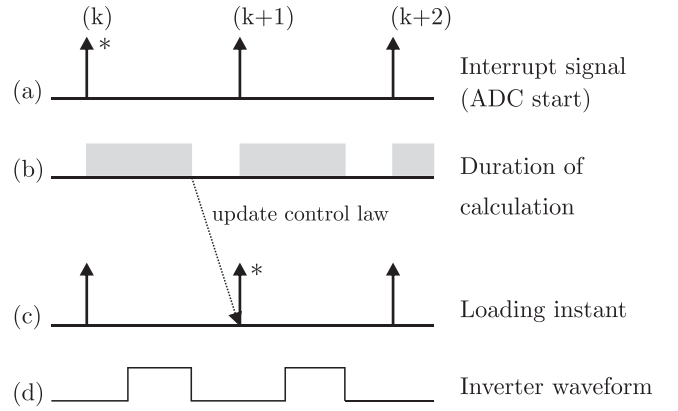 (k) (k+1) (k+2)
*
(a) Interrupt signal
(ADC start)
(b) Duration of
calculation
update control law
*
(c) Loading instant
(d) Inverter waveform